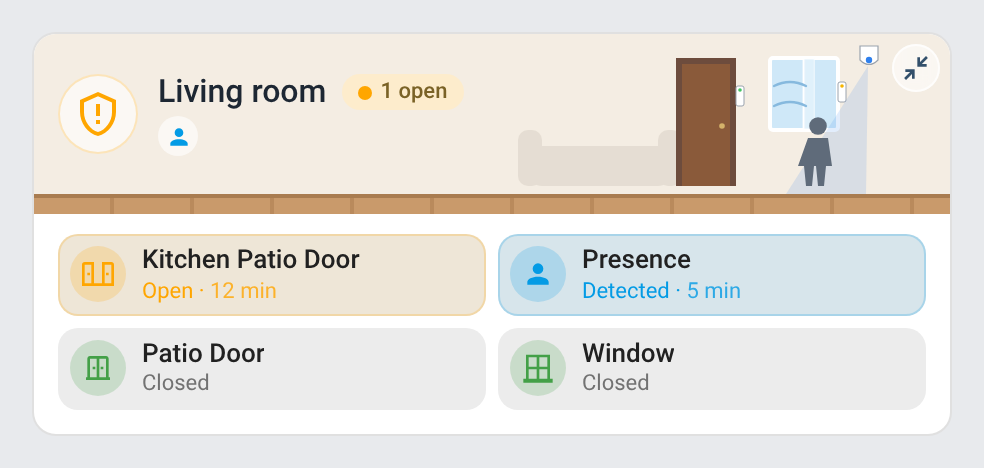 Living room
1 open
Kitchen Patio Door
Open · 12 min
Presence
Detected · 5 min
Patio Door
Closed
Window
Closed